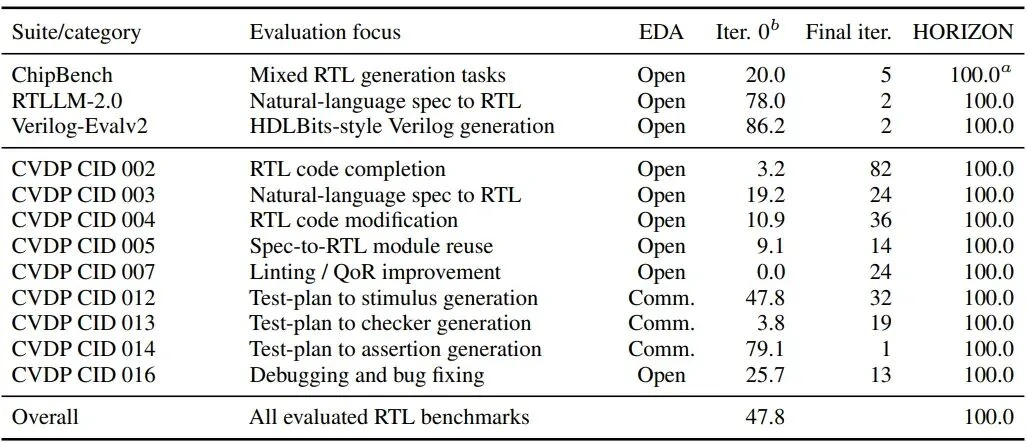 Suite/category Evaluation focus EDA Iter. 0b Final iter. HORIZON
ChipBench Mixed RTL generation tasks Open 20.0 5 100.0a
RTLLM-2.0 Natural-language spec to RTL Open 78.0 2 100.0
Verilog-Evalv2 HDLBits-style Verilog generation Open 86.2 2 100.0
CVDP CID 002 RTL code completion Open 3.2 82 100.0
CVDP CID 003 Natural-language spec to RTL Open 19.2 24 100.0
CVDP CID 004 RTL code modification Open 10.9 36 100.0
CVDP CID 005 Spec-to-RTL module reuse Open 9.1 14 100.0
CVDP CID 007 Linting / QoR improvement Open 0.0 24 100.0
CVDP CID 012 Test-plan to stimulus generation Comm. 47.8 32 100.0
CVDP CID 013 Test-plan to checker generation Comm. 3.8 19 100.0
CVDP CID 014 Test-plan to assertion generation Comm. 79.1 1 100.0
CVDP CID 016 Debugging and bug fixing Open 25.7 13 100.0
Overall All evaluated RTL benchmarks 47.8 100.0